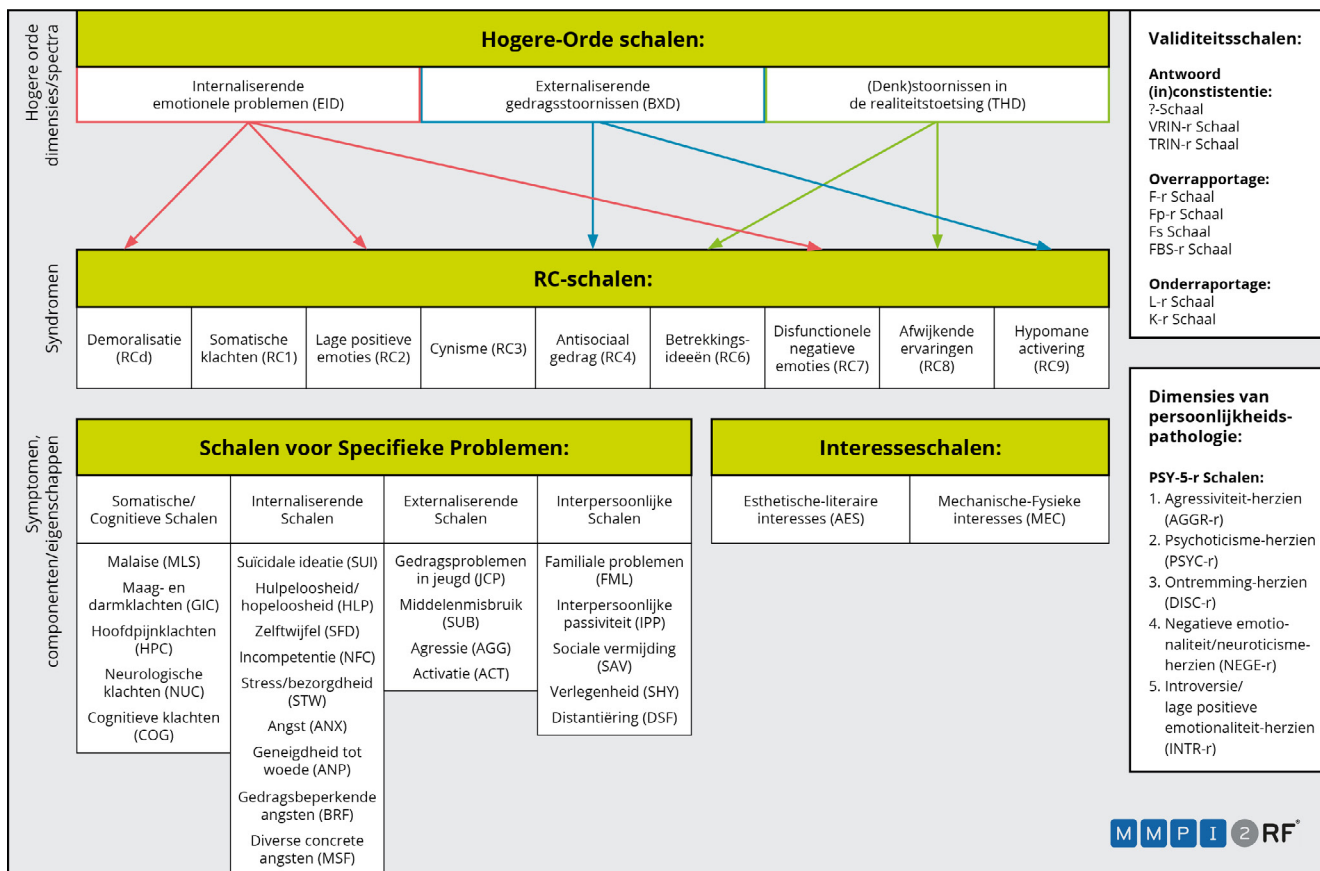 Hogere orde
dimensies/spectra
Hogere-Orde schalen:
Internaliserende
emotionele problemen (EID)
Externaliserende
gedragsstoornissen (BXD)
(Denk)stoornissen in
de realiteitstoetsing (THD)
Syndromen
RC-schalen:
Demoralisatie
(RCd)
Somatische
klachten (RC1)
Lage positieve
emoties (RC2)
Cynisme (RC3)
Antisociaal
gedrag (RC4)
Betrekkings-
ideeën (RC6)
Disfunctionele
negatieve
emoties (RC7)
Afwijkende
ervaringen
(RC8)
Hypomane
activering
(RC9)
Symptomen,
componenten/eigenschappen
Schalen voor Specifieke Problemen:
Somatische/
Cognitieve Schalen
Malaise (MLS)
Maag- en
darmklachten (GIC)
Hoofdpijnklachten
(HPC)
Neurologische
klachten (NUC)
Cognitieve klachten
(COG)
Internaliserende
Schalen
Suïcidale ideatie (SUI)
Hulpeloosheid/
hopeloosheid (HLP)
Zelftwijfel (SFD)
Incompetentie (NFC)
Stress/bezorgdheid
(STW)
Angst (ANX)
Geneigdheid tot
woede (ANP)
Gedragsbeperkende
angsten (BRF)
Diverse concrete
angsten (MSF)
Externaliserende
Schalen
Gedragsproblemen
in jeugd (JCP)
Middelenmisbruik
(SUB)
Agressie (AGG)
Activatie (ACT)
Interpersoonlijke
Schalen
Familiale problemen
(FML)
Interpersoonlijke
passiviteit (IPP)
Sociale vermijding
(SAV)
Verlegenheid (SHY)
Distantiëring (DSF)
Interesseschalen:
Esthetische-literaire
interesses (AES)
Mechanische-Fysieke
interesses (MEC)
Validiteitsschalen:
Antwoord
(in)constistentie:
?-Schaal
VRIN-r Schaal
TRIN-r Schaal
Overrapportage:
F-r Schaal
Fp-r Schaal
Fs Schaal
FBS-r Schaal
Onderraportage:
L-r Schaal
K-r Schaal
Dimensies van
persoonlijkheids-
pathologie:
PSY-5-r Schalen:
1. Agressiviteit-herzien
(AGGR-r)
2. Psychoticisme-herzien
(PSYC-r)
3. Ontremming-herzien
(DISC-r)
4. Negatieve emotio-
naliteit/neuroticisme-
herzien (NEGE-r)
5. Introversie/
lage positieve
emotionaliteit-herzien
(INTR-r)
MMPI 2 RF®